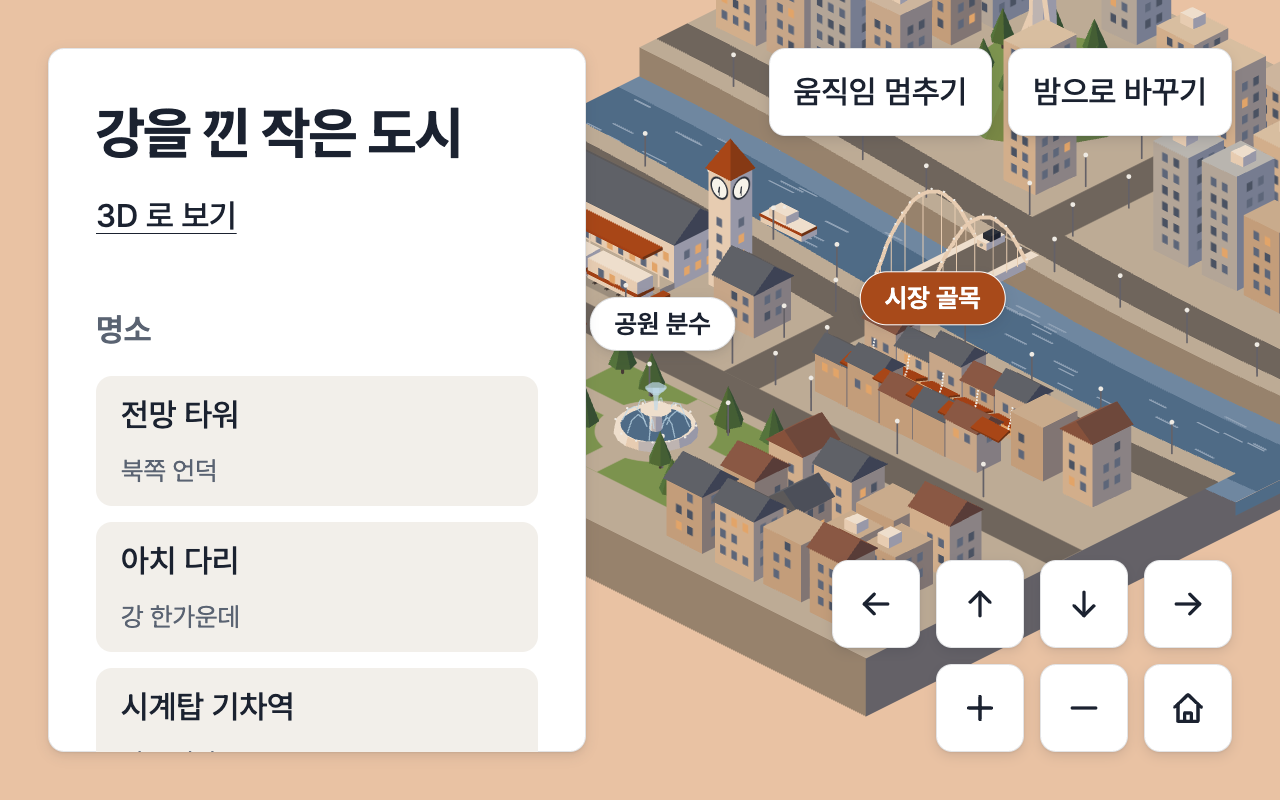 강을 낀 작은 도시
3D 로 보기
명소
전망 타워
북쪽 언덕
아치 다리
강 한가운데
시계탑 기차역
움직임 멈추기
밤으로 바꾸기
시장 골목
공원 분수